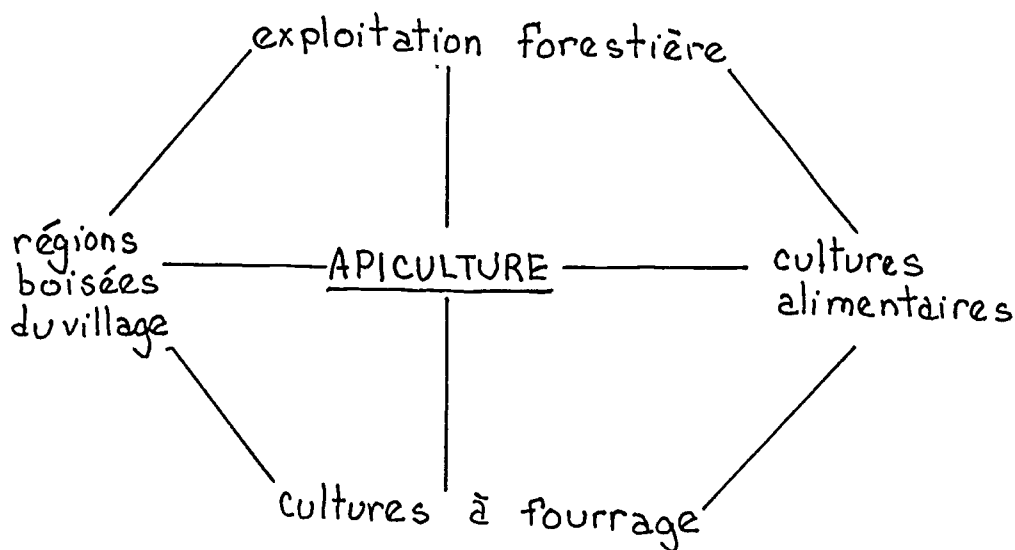 exploitation forestière
régions
boisées
du village
APICULTURE
cultures
alimentaires
cultures à fourrage